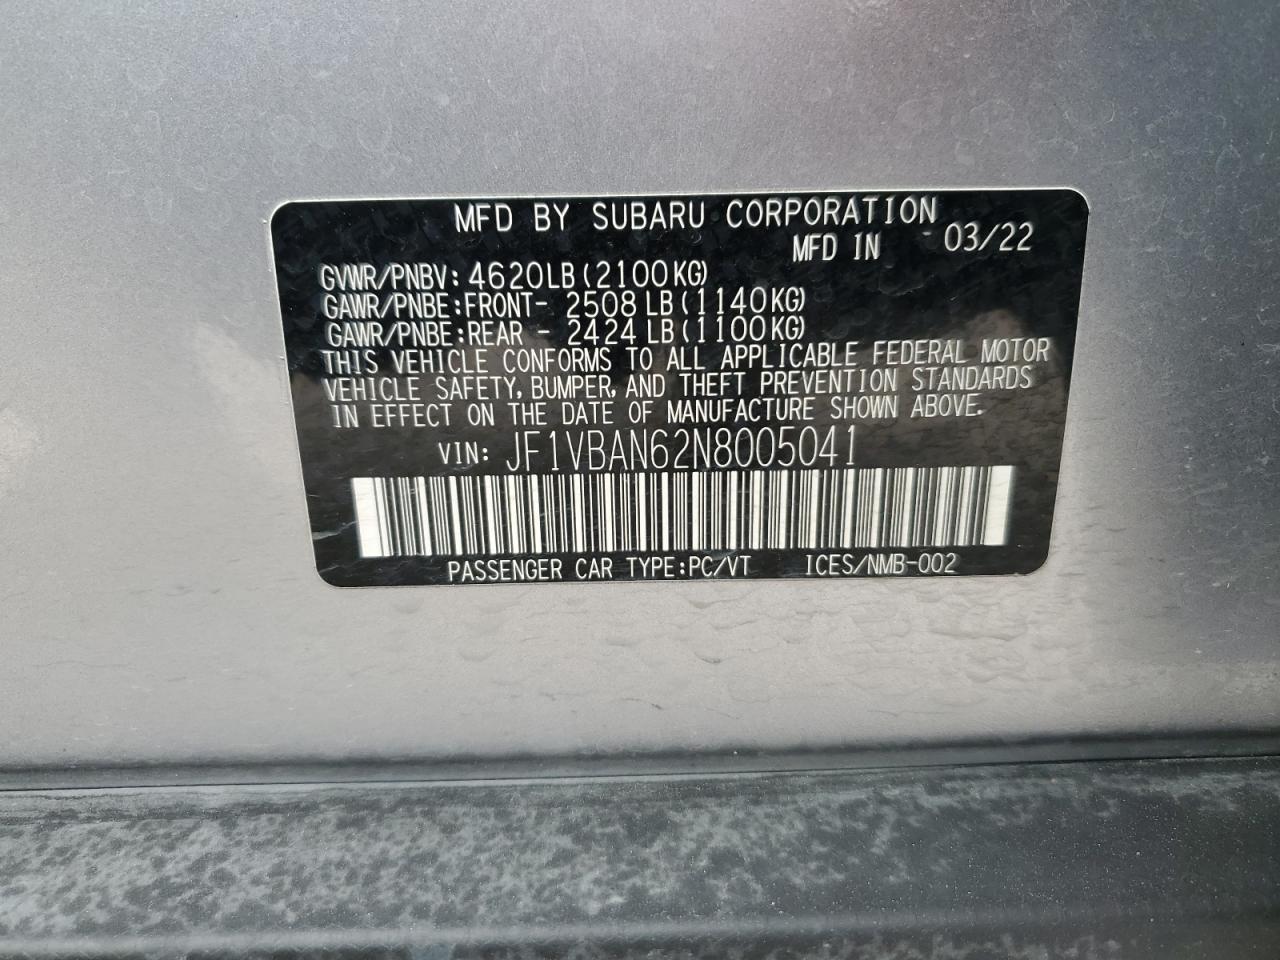 MFD BY SUBARU CORPORATION
MFD IN 03/22
GVWR/PNBV: 4620LB (2100KG)
GAWR/PNBE:FRONT- 2508 LB (1140KG)
GAWR/PNBE:REAR - 2424 LB (1100KG)
THIS VEHICLE CONFORMS TO ALL APPLICABLE FEDERAL MOTOR
VEHICLE SAFETY, BUMPER, AND THEFT PREVENTION STANDARDS
IN EFFECT ON THE DATE OF MANUFACTURE SHOWN ABOVE.
VIN: JF1VBAN62N8005041
PASSENGER CAR TYPE:PC/VT ICES/NMB-002